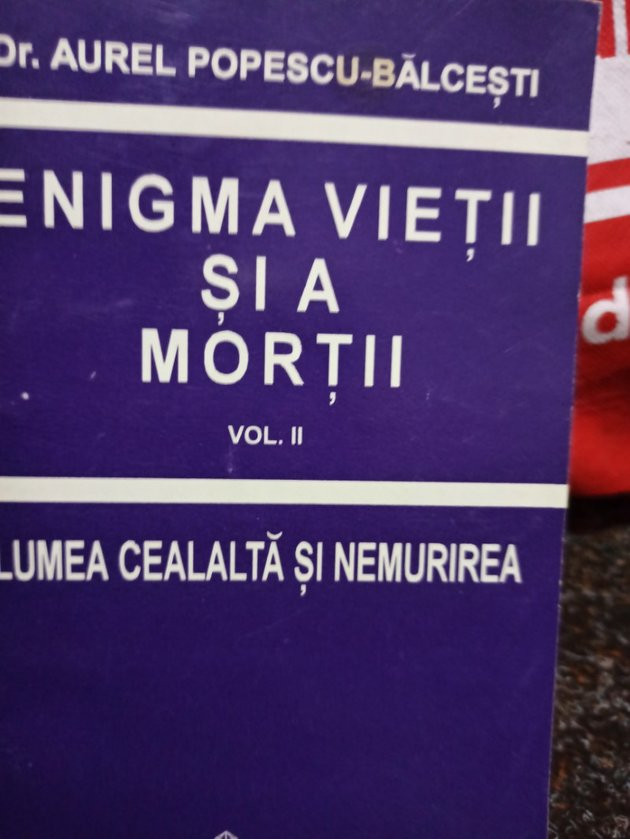 Dr. AUREL POPESCU-BĂLCEȘTI
ENIGMA VIEȚII
ȘI A
MORȚII
VOL. II
LUMEA CEALALTĂ ȘI NEMURIREA
d